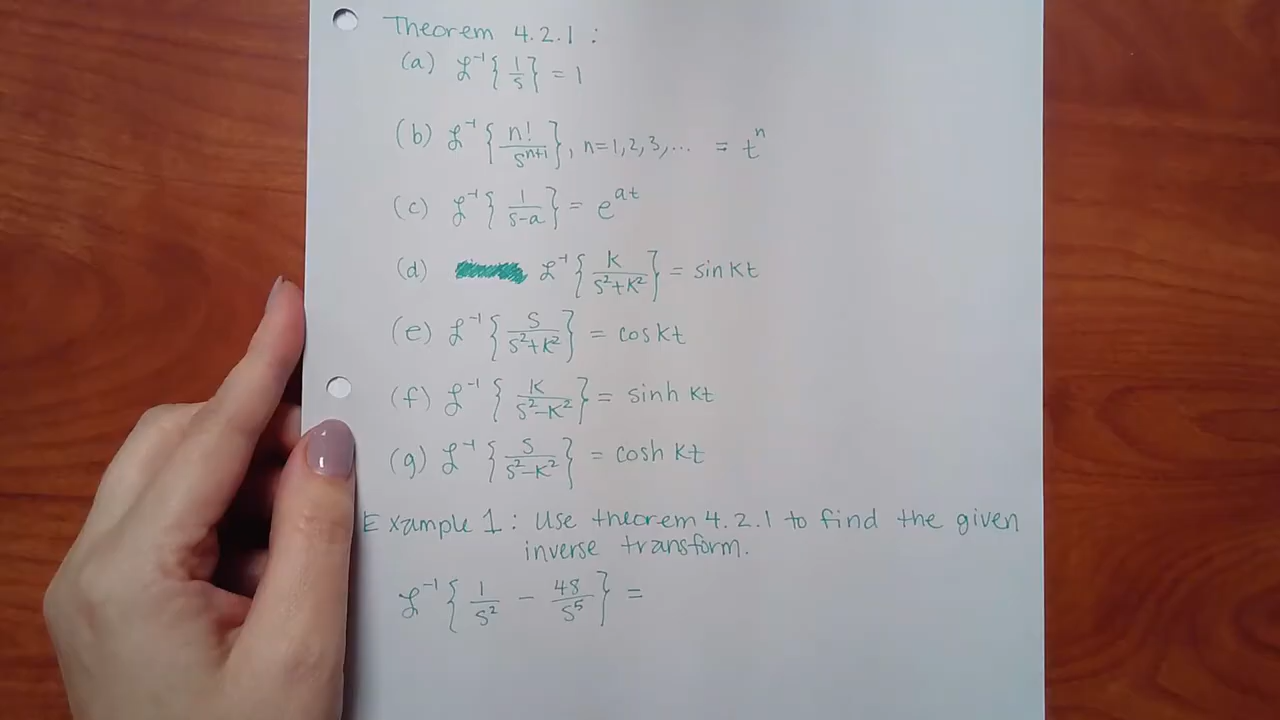 Theorem 4.2.1:
(a) ℒ⁻¹{1/s} = 1
(b) ℒ⁻¹{n!/sⁿ⁺¹}, n=1,2,3,... = tⁿ
(c) ℒ⁻¹{1/(s-a)} = eᵃᵗ
(d) ℒ⁻¹{k/(s²+k²)} = sin kt
(e) ℒ⁻¹{s/(s²+k²)} = cos kt
(f) ℒ⁻¹{k/(s²-k²)} = sinh kt
(g) ℒ⁻¹{s/(s²-k²)} = cosh kt
Example 1: Use theorem 4.2.1 to find the given
inverse transform.
ℒ⁻¹{1/s² - 48/s⁵} =